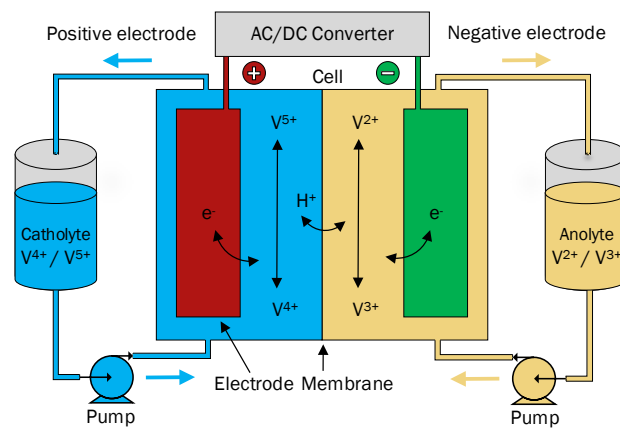 AC/DC Converter
Positive electrode
Negative electrode
+
Cell
−
V⁵⁺
V²⁺
e⁻
H⁺
e⁻
Catholyte
V⁴⁺/ V⁵⁺
Anolyte
V²⁺/ V³⁺
V⁴⁺
V³⁺
Electrode
Membrane
Pump
Pump